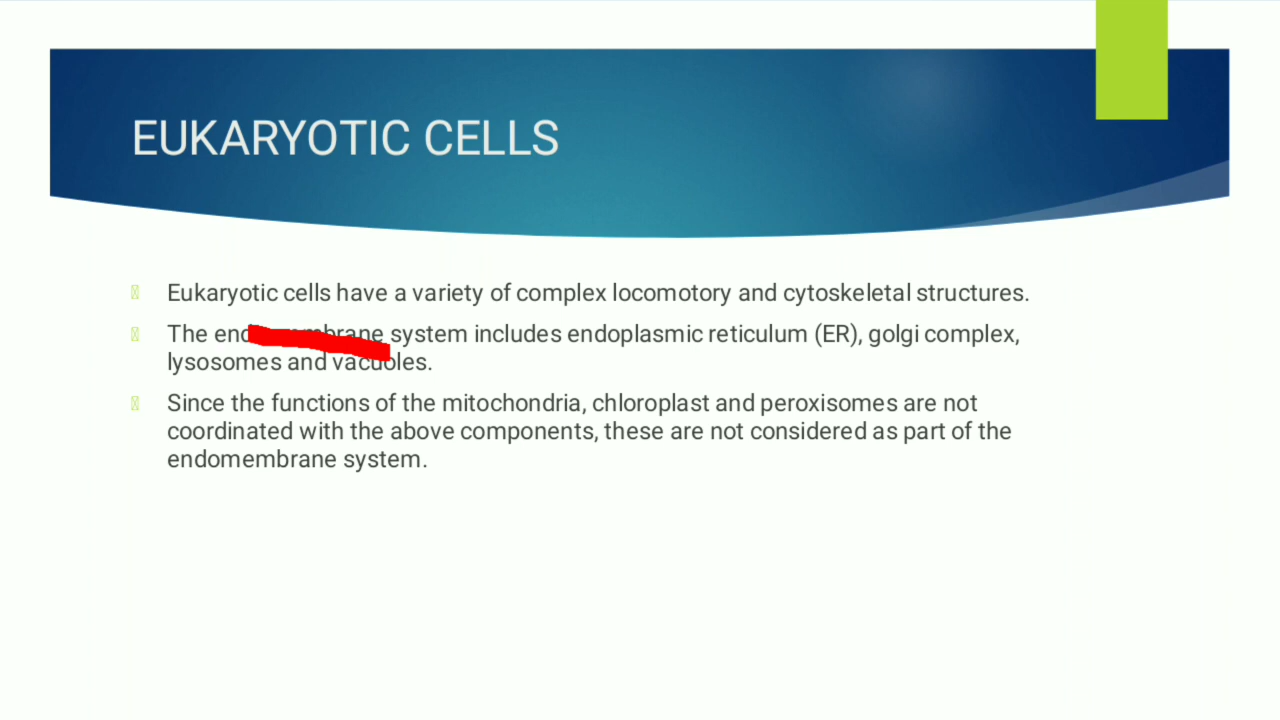 EUKARYOTIC CELLS
Eukaryotic cells have a variety of complex locomotory and cytoskeletal structures.
The endomembrane system includes endoplasmic reticulum (ER), golgi complex,
lysosomes and vacuoles.
Since the functions of the mitochondria, chloroplast and peroxisomes are not
coordinated with the above components, these are not considered as part of the
endomembrane system.